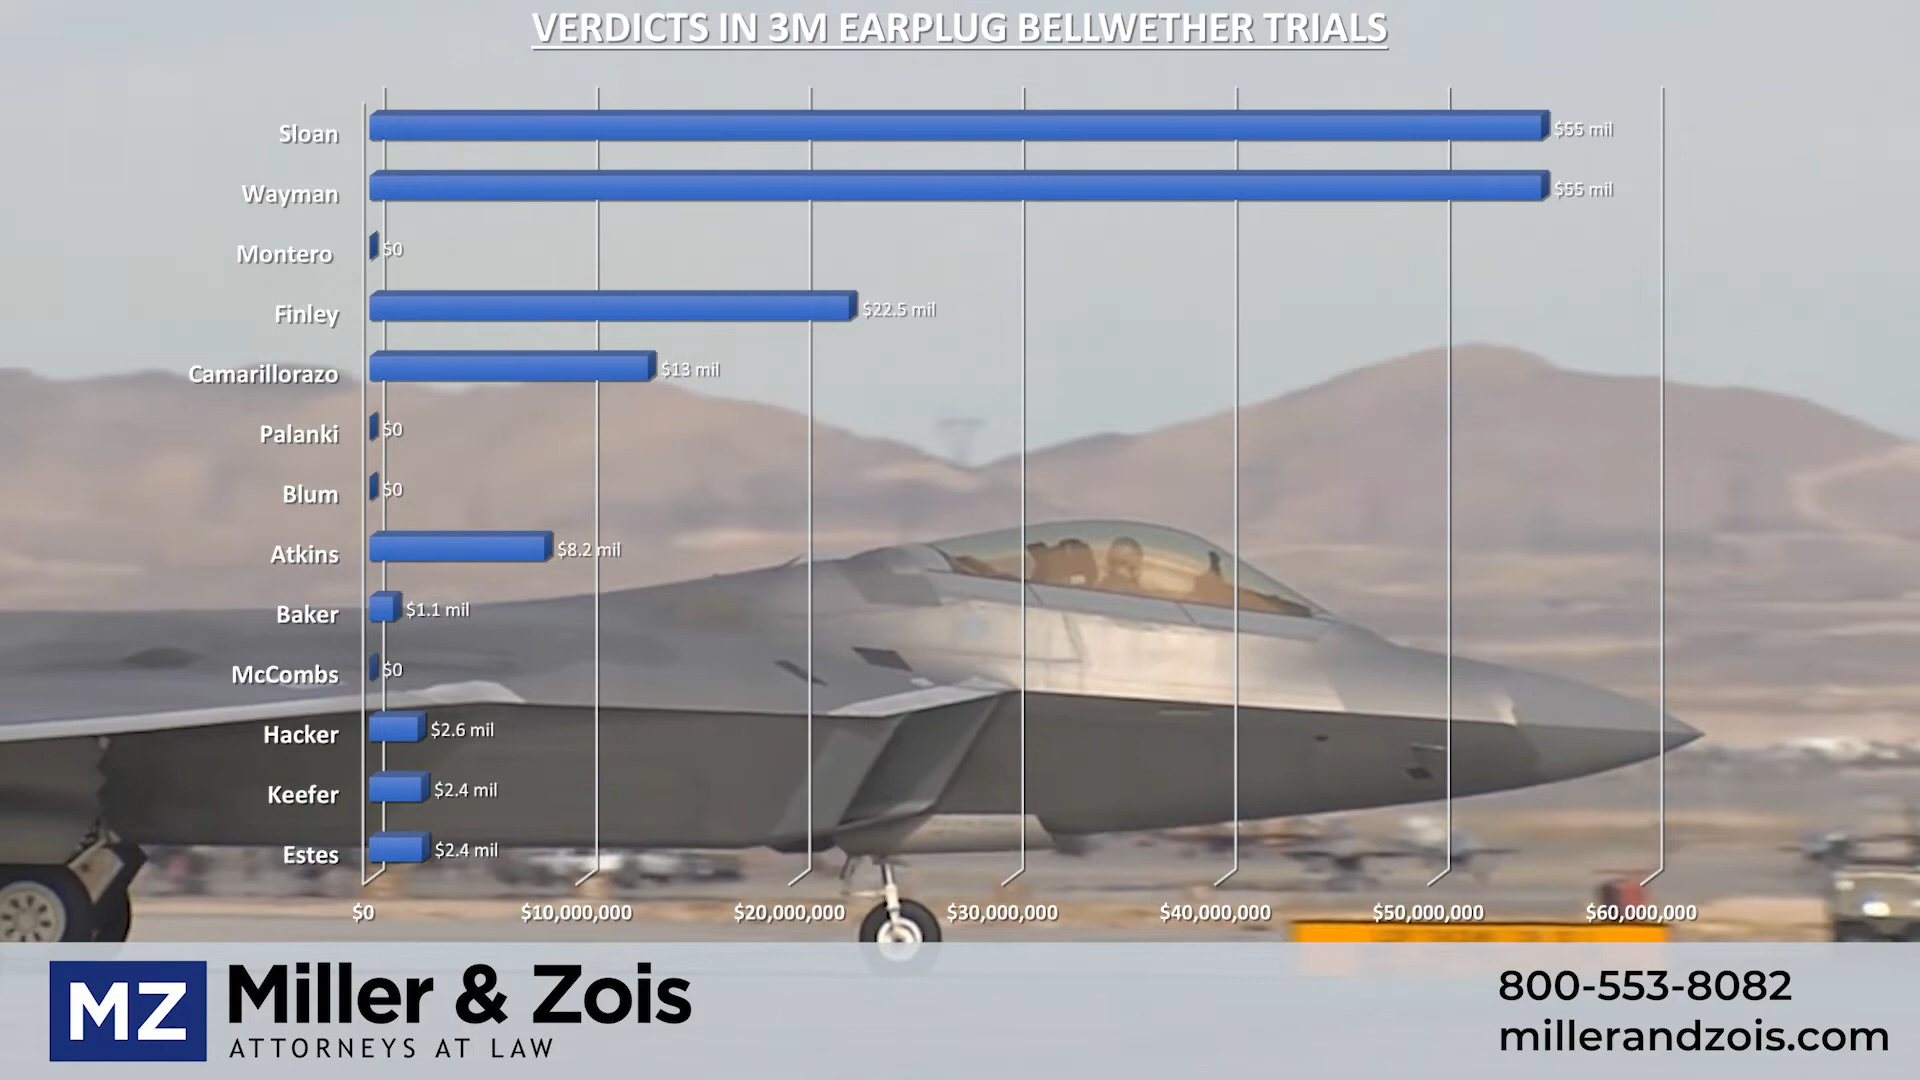 VERDICTS IN 3M EARPLUG BELLWETHER TRIALS
Sloan $55 mil
Wayman $55 mil
Montero $0
Finley $22.5 mil
Camarillorazo $13 mil
Palanki $0
Blum $0
Atkins $8.2 mil
Baker $1.1 mil
McCombs $0
Hacker $2.6 mil
Keefer $2.4 mil
Estes $2.4 mil
$0 $10,000,000 $20,000,000 $30,000,000 $40,000,000 $50,000,000 $60,000,000
MZ Miller & Zois
ATTORNEYS AT LAW
800-553-8082
millerandzois.com